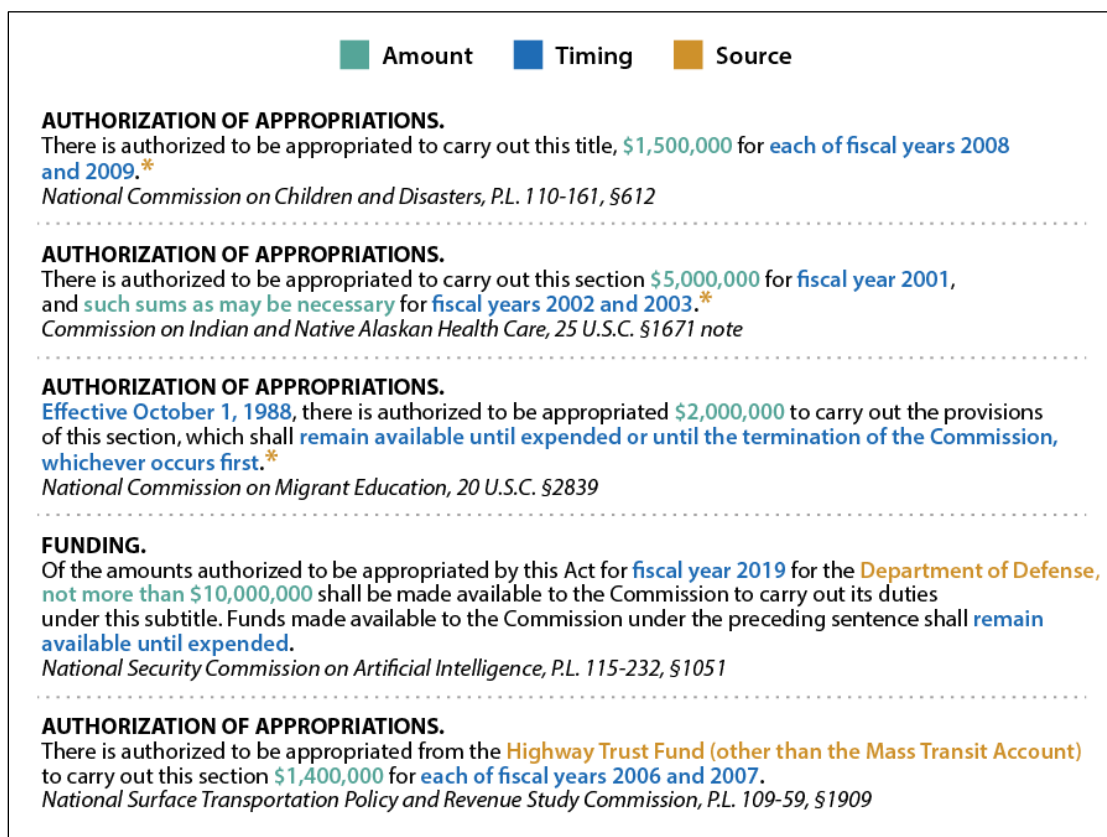 Amount Timing Source
AUTHORIZATION OF APPROPRIATIONS.
There is authorized to be appropriated to carry out this title, $1,500,000 for each of fiscal years 2008
and 2009.*
National Commission on Children and Disasters, P.L. 110-161, §612
AUTHORIZATION OF APPROPRIATIONS.
There is authorized to be appropriated to carry out this section $5,000,000 for fiscal year 2001,
and such sums as may be necessary for fiscal years 2002 and 2003.*
Commission on Indian and Native Alaskan Health Care, 25 U.S.C. §1671 note
AUTHORIZATION OF APPROPRIATIONS.
Effective October 1, 1988, there is authorized to be appropriated $2,000,000 to carry out the provisions
of this section, which shall remain available until expended or until the termination of the Commission,
whichever occurs first.*
National Commission on Migrant Education, 20 U.S.C. §2839
FUNDING.
Of the amounts authorized to be appropriated by this Act for fiscal year 2019 for the Department of Defense,
not more than $10,000,000 shall be made available to the Commission to carry out its duties
under this subtitle. Funds made available to the Commission under the preceding sentence shall remain
available until expended.
National Security Commission on Artificial Intelligence, P.L. 115-232, §1051
AUTHORIZATION OF APPROPRIATIONS.
There is authorized to be appropriated from the Highway Trust Fund (other than the Mass Transit Account)
to carry out this section $1,400,000 for each of fiscal years 2006 and 2007.
National Surface Transportation Policy and Revenue Study Commission, P.L. 109-59, §1909